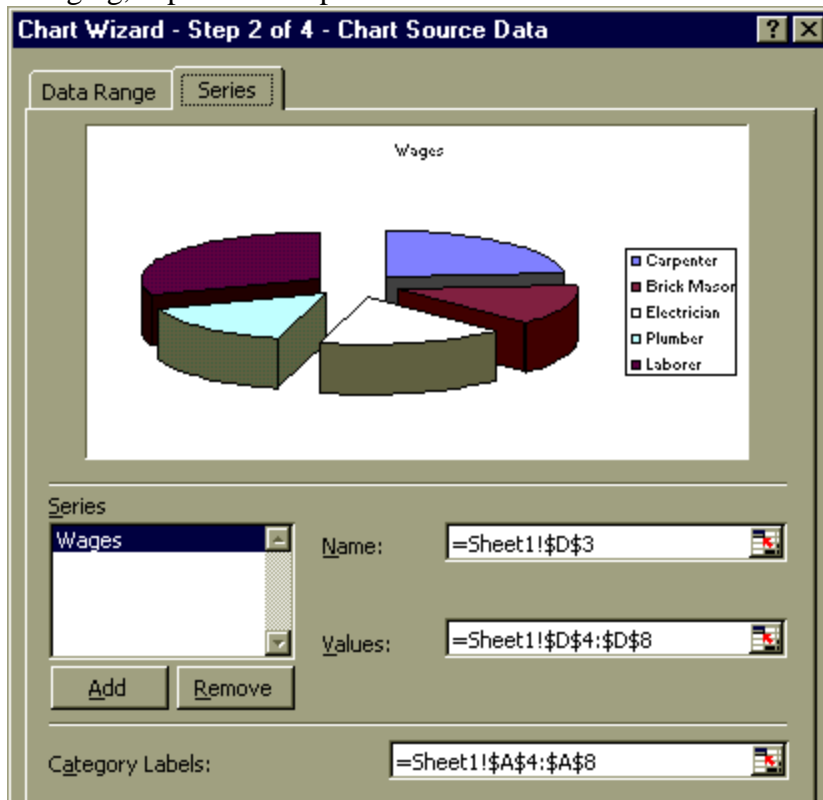 Chart Wizard - Step 2 of 4 - Chart Source Data
Data Range Series
Wages
Carpenter
Brick Mason
Electrician
Plumber
Laborer
Series
Wages
Name: =Sheet1!$D$3
Values: =Sheet1!$D$4:$D$8
Add Remove
Category Labels: =Sheet1!$A$4:$A$8